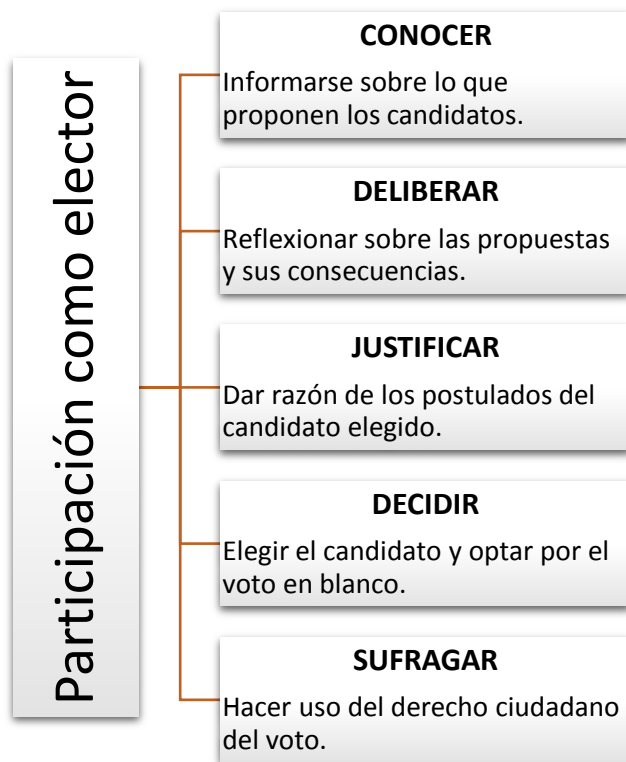 Participación como elector
CONOCER
Informarse sobre lo que
proponen los candidatos.
DELIBERAR
Reflexionar sobre las propuestas
y sus consecuencias.
JUSTIFICAR
Dar razón de los postulados del
candidato elegido.
DECIDIR
Elegir el candidato y optar por el
voto en blanco.
SUFRAGAR
Hacer uso del derecho ciudadano
del voto.